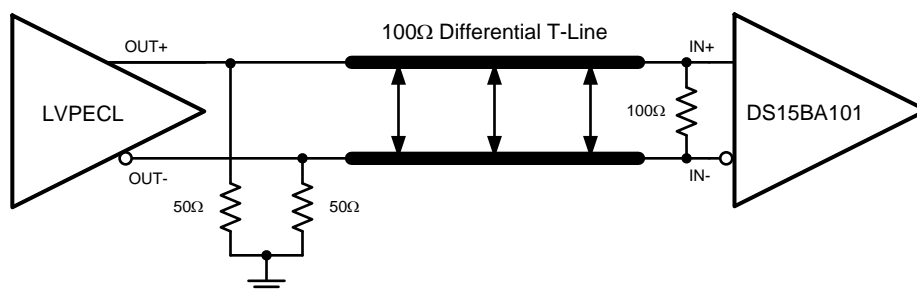 100Ω Differential T-Line
OUT+
IN+
LVPECL
100Ω
DS15BA101
OUT-
IN-
50Ω
50Ω